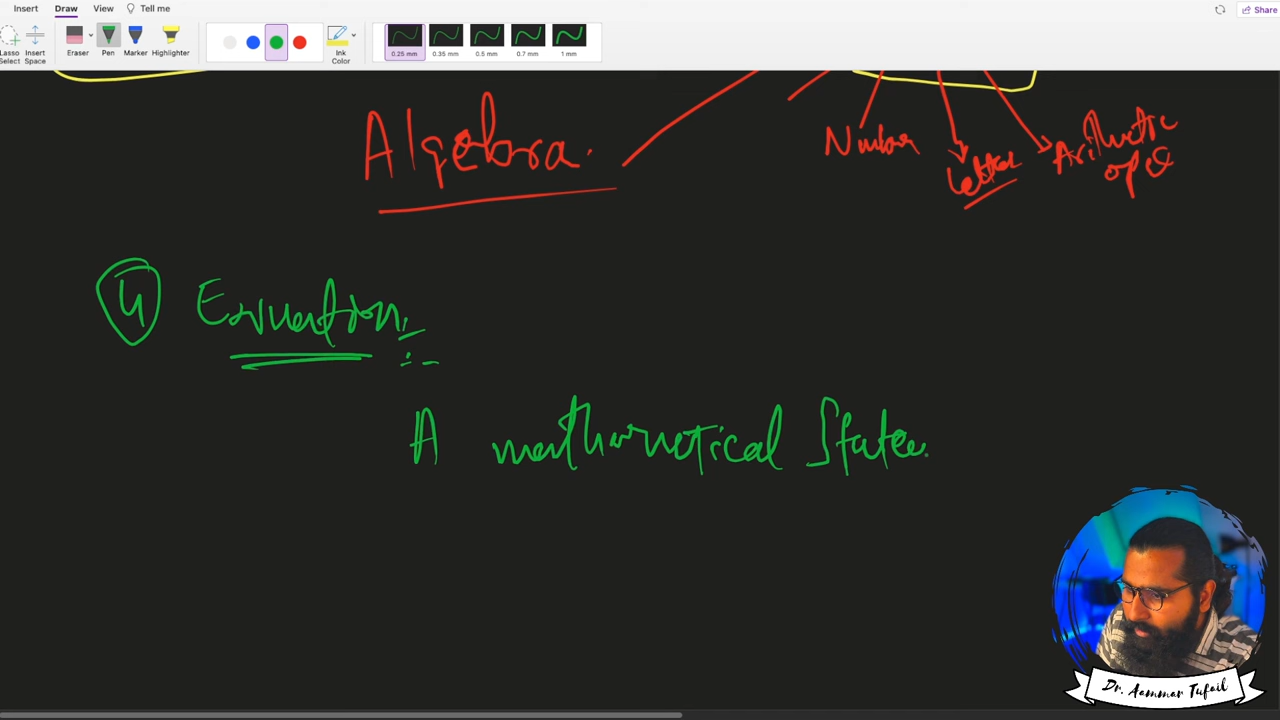 Insert Draw View Tell me Share
Lasso Select Insert Space Eraser Pen Marker Highlighter Ink Color 0.25 mm 0.35 mm 0.5 mm 0.7 mm 1 mm
Algebra.
Number
letter
Arithmetic
op
4 Equation :-
A mathematical State
Dr. Aammar Tufail